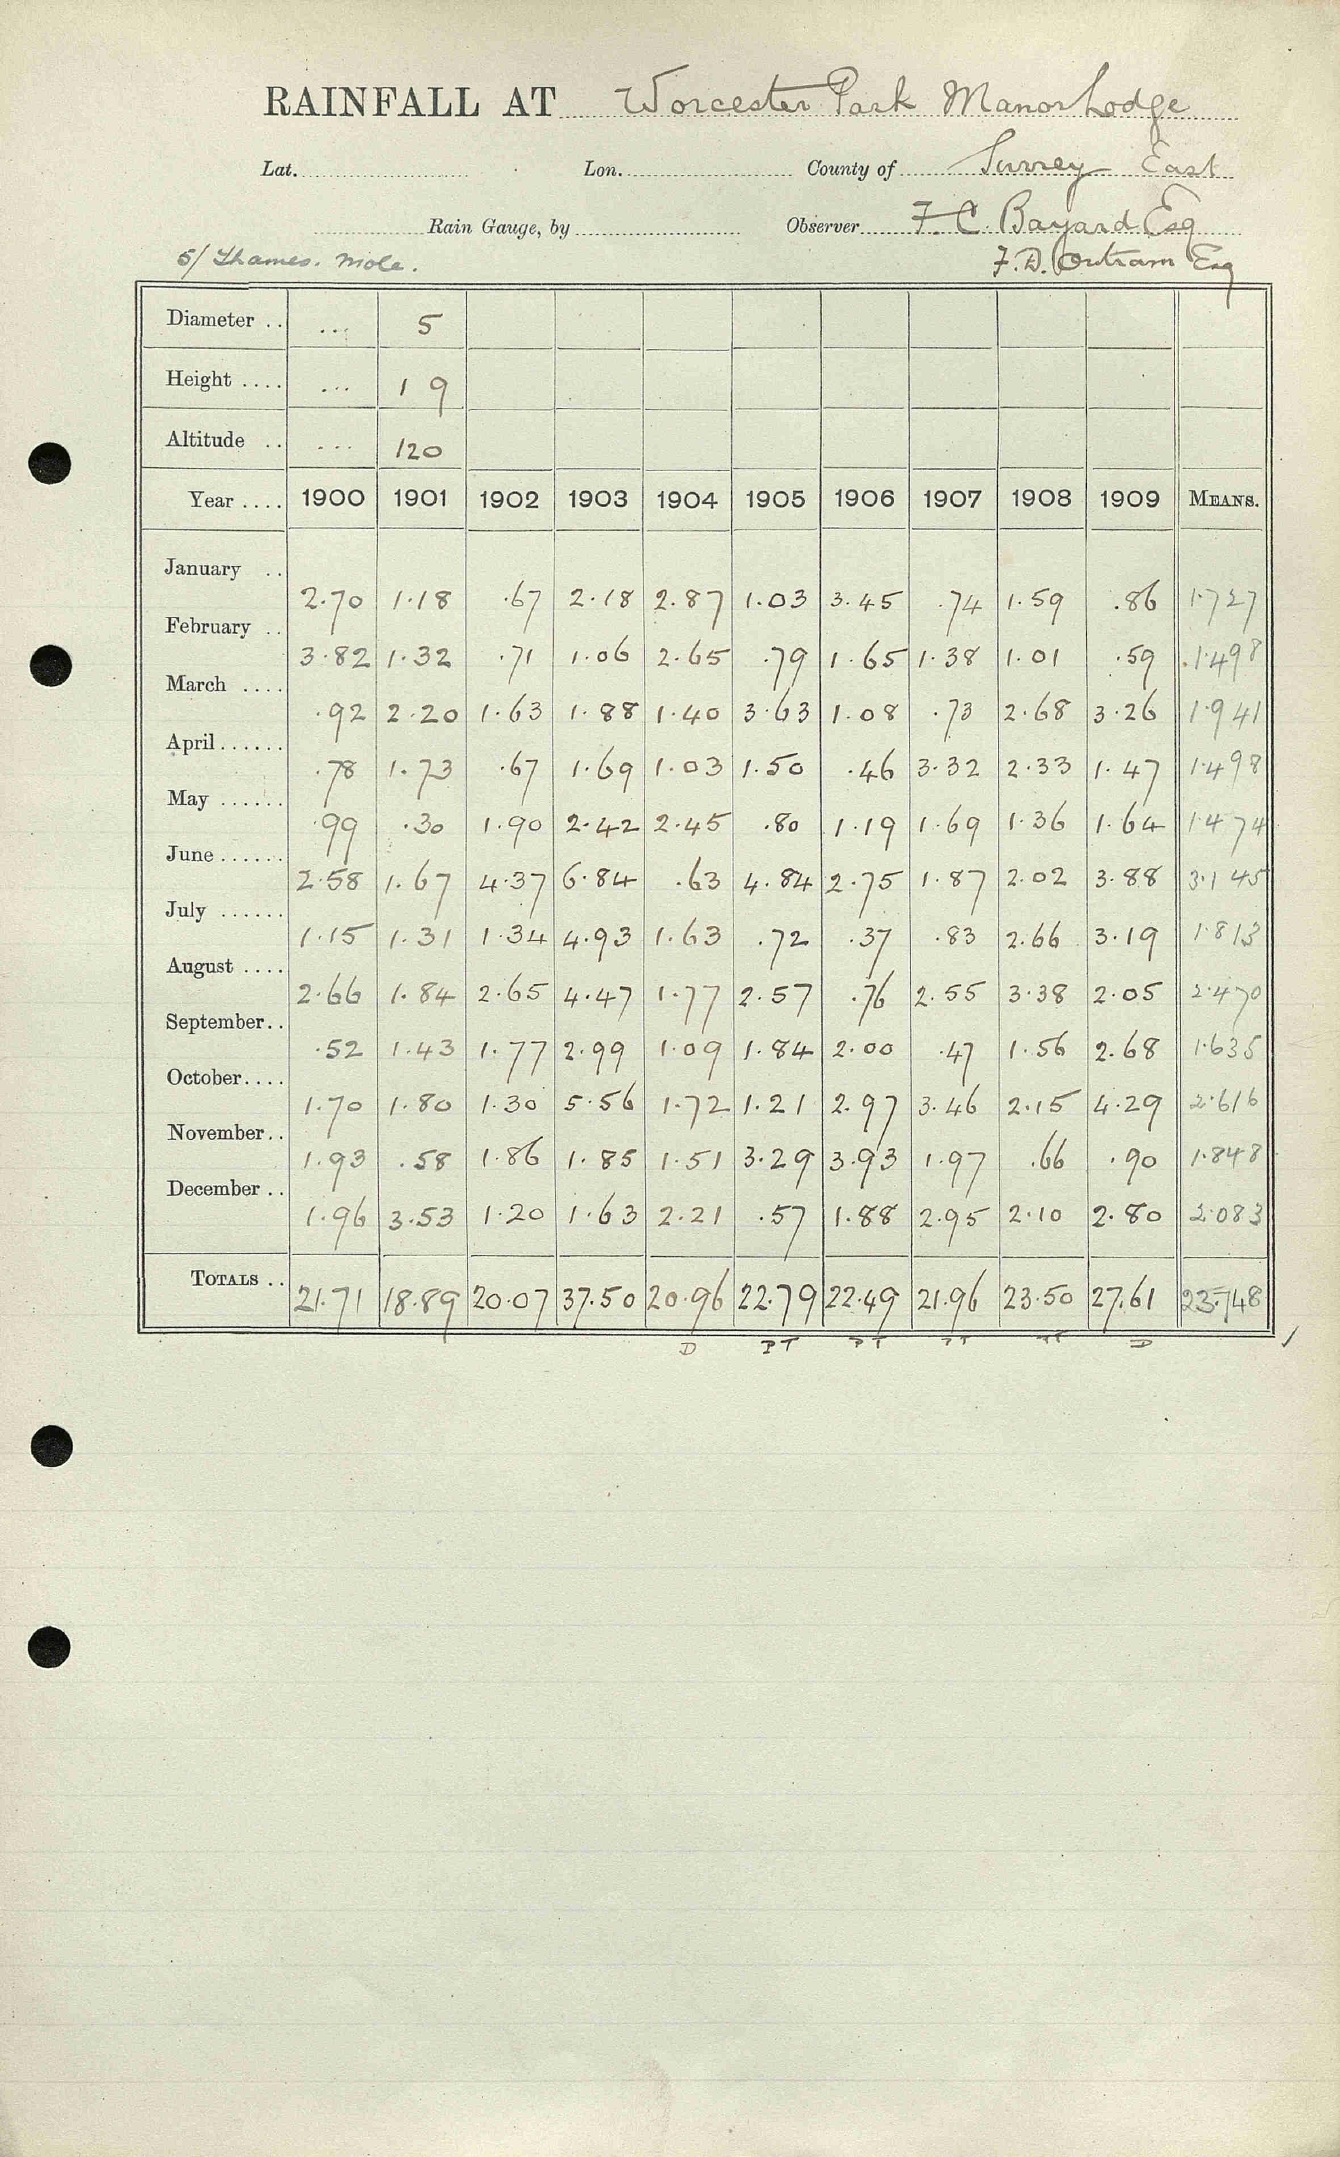 RAINFALL AT Worcester Park Manor Lodge
Lat. Lon. County of Surrey East
Rain Gauge, by Observer F. C. Bayard Esq
5/ Thames. Mole. F. D. Outram Esq
Diameter .. ... 5
Height .... ... 1 9
Altitude .. ... 120
Year .... 1900 1901 1902 1903 1904 1905 1906 1907 1908 1909 MEANS.
January .. 2.70 1.18 .67 2.18 2.87 1.03 3.45 .74 1.59 .86 1.727
February .. 3.82 1.32 .71 1.06 2.65 .79 1.65 1.38 1.01 .59 1.498
March .... .92 2.20 1.63 1.88 1.40 3.63 1.08 .73 2.68 3.26 1.941
April ...... .78 1.73 .67 1.69 1.03 1.50 .46 3.32 2.33 1.47 1.498
May ...... .99 .30 1.90 2.42 2.45 .80 1.19 1.69 1.36 1.64 1.474
June ...... 2.58 1.67 4.37 6.84 .63 4.84 2.75 1.87 2.02 3.88 3.145
July ...... 1.15 1.31 1.34 4.93 1.63 .72 .37 .83 2.66 3.19 1.813
August .... 2.66 1.84 2.65 4.47 1.77 2.57 .76 2.55 3.38 2.05 2.470
September.. .52 1.43 1.77 2.99 1.09 1.84 2.00 .47 1.56 2.68 1.635
October.... 1.70 1.80 1.30 5.56 1.72 1.21 2.97 3.46 2.15 4.29 2.616
November.. 1.93 .58 1.86 1.85 1.51 3.29 3.93 1.97 .66 .90 1.848
December .. 1.96 3.53 1.20 1.63 2.21 .57 1.88 2.95 2.10 2.80 2.083
TOTALS .. 21.71 18.89 20.07 37.50 20.96 22.79 22.49 21.96 23.50 27.61 23.748
D PT PT PT D